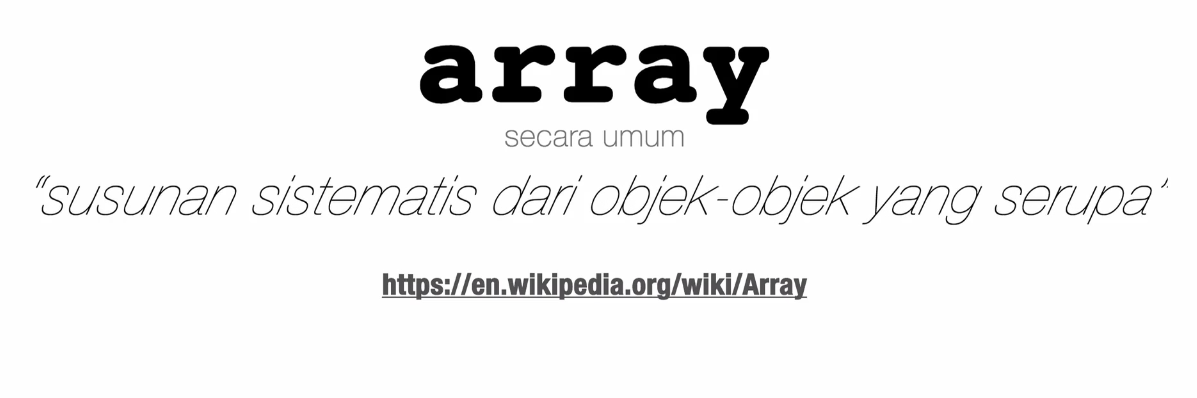 array
secara umum
“susunan sistematis dari objek-objek yang serupa”
https://en.wikipedia.org/wiki/Array